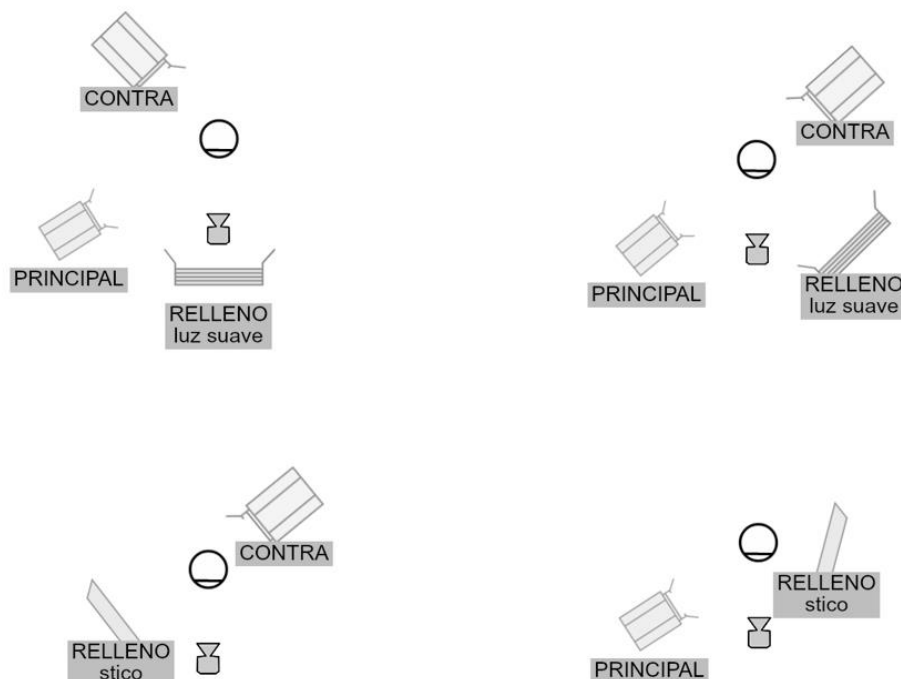 CONTRA
CONTRA
PRINCIPAL
PRINCIPAL
RELLENO
luz suave
RELLENO
luz suave
CONTRA
RELLENO
stico
RELLENO
stico
PRINCIPAL